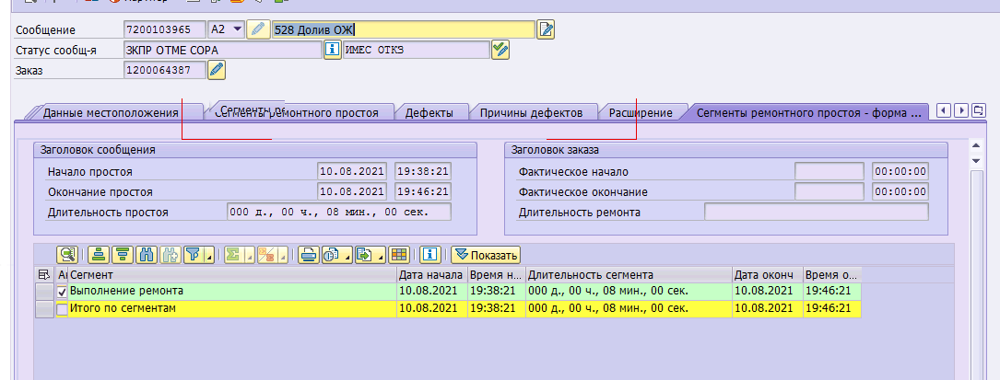 Партнер
Сообщение 7200103965 A2 528 Долив ОЖ
Статус сообщ-я ЗКПР ОТМЕ СОРА ИМЕС ОТКЗ
Заказ 1200064387
Данные местоположения Сегменты ремонтного простоя Дефекты Причины дефектов Расширение Сегменты ремонтного простоя - форма ...
Заголовок сообщения Заголовок заказа
Начало простоя 10.08.2021 19:38:21 Фактическое начало 00:00:00
Окончание простоя 10.08.2021 19:46:21 Фактическое окончание 00:00:00
Длительность простоя 000 д., 00 ч., 08 мин., 00 сек. Длительность ремонта
Показать
Сегмент Дата начала Время н... Длительность сегмента Дата оконч Время о...
Выполнение ремонта 10.08.2021 19:38:21 000 д., 00 ч., 08 мин., 00 сек. 10.08.2021 19:46:21
Итого по сегментам 10.08.2021 19:38:21 000 д., 00 ч., 08 мин., 00 сек. 10.08.2021 19:46:21